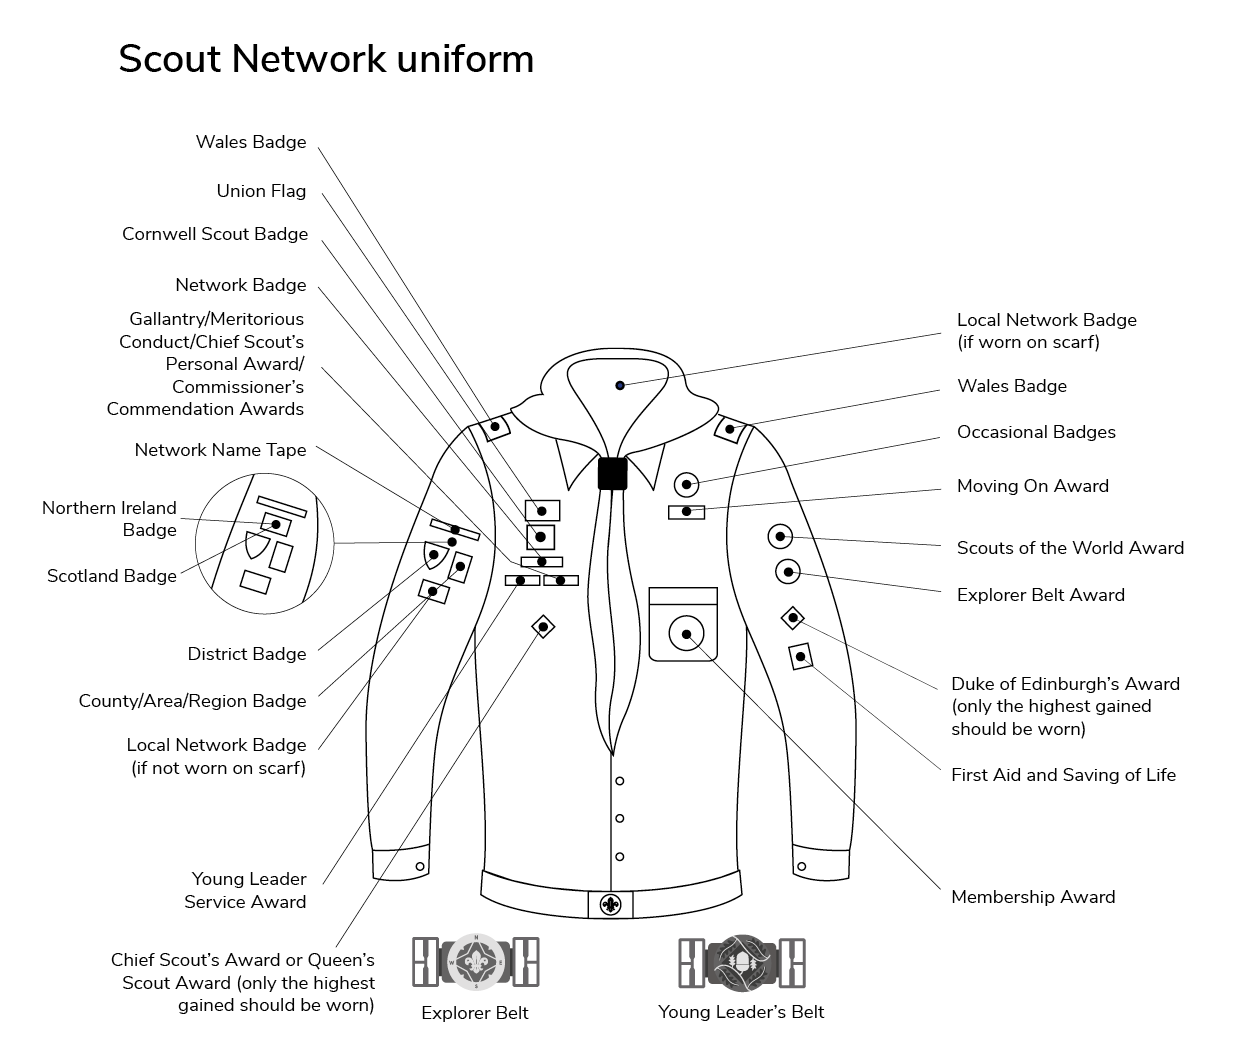 Scout Network uniform
Wales Badge
Union Flag
Cornwell Scout Badge
Network Badge
Gallantry/Meritorious
Conduct/Chief Scout's
Personal Award/
Commissioner's
Commendation Awards
Network Name Tape
Northern Ireland
Badge
Scotland Badge
District Badge
County/Area/Region Badge
Local Network Badge
(if not worn on scarf)
Young Leader
Service Award
Chief Scout's Award or Queen's
Scout Award (only the highest
gained should be worn)
Local Network Badge
(if worn on scarf)
Wales Badge
Occasional Badges
Moving On Award
Scouts of the World Award
Explorer Belt Award
Duke of Edinburgh's Award
(only the highest gained
should be worn)
First Aid and Saving of Life
Membership Award
N
W
E
S
Explorer Belt
Young Leader's Belt